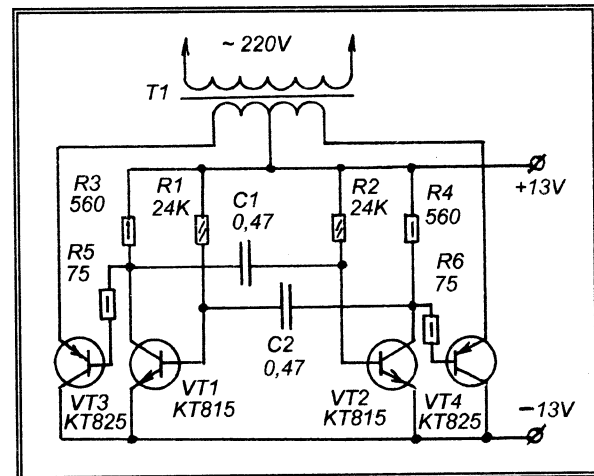 ~ 220V
T1
R3
560
R1
24K
C1
0,47
R2
24K
R4
560
+13V
R5
75
R6
75
C2
0,47
VT3
KT825
VT1
KT815
VT2
KT815
VT4
KT825
−13V